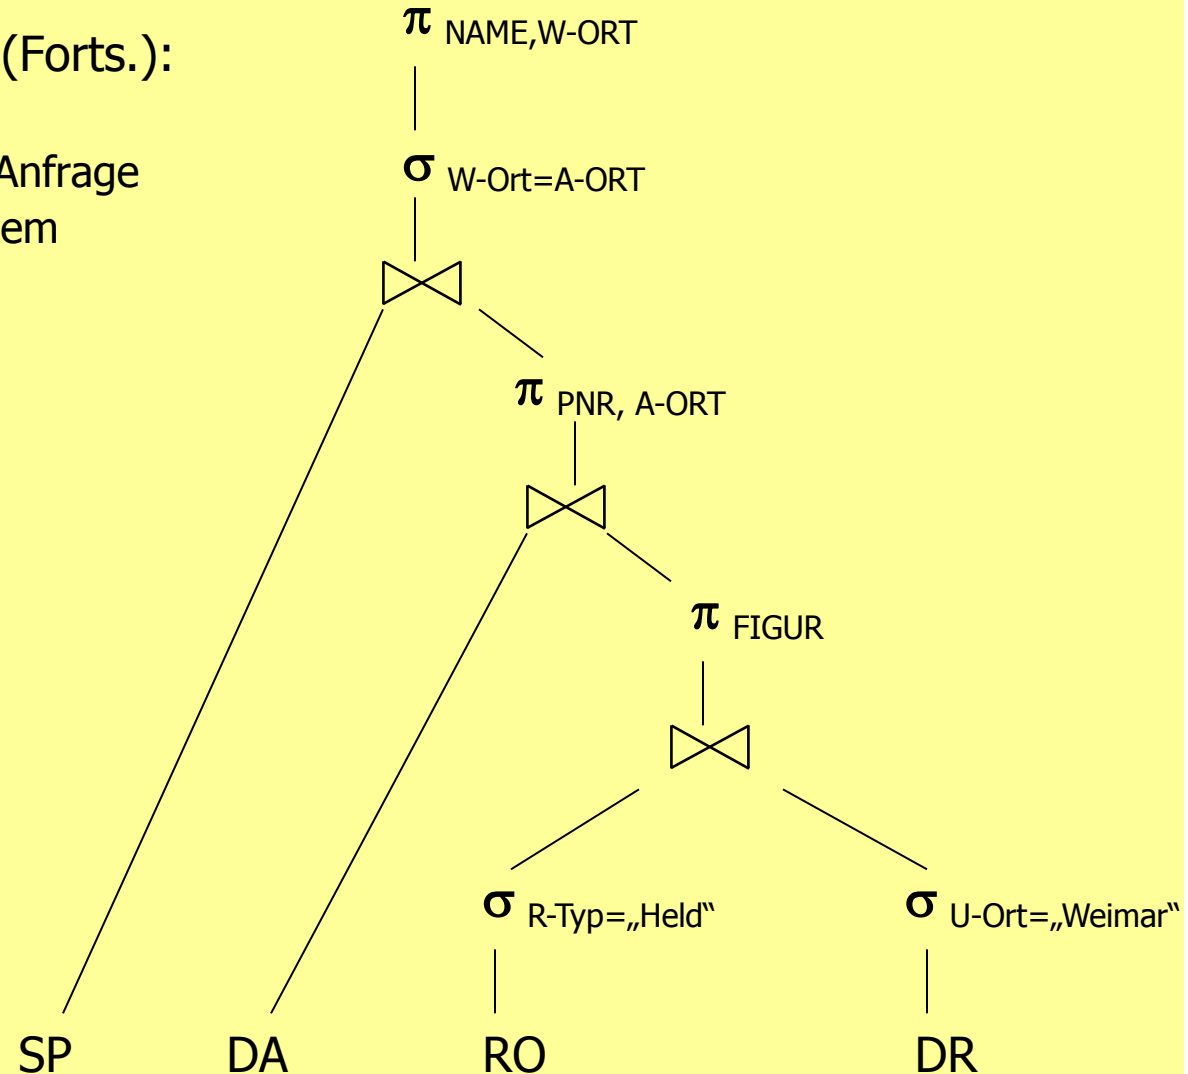 π NAME,W-ORT
(Forts.):
Anfrage
σ W-Ort=A-ORT
em
π PNR, A-ORT
π FIGUR
σ R-Typ=„Held“
σ U-Ort=„Weimar“
SP DA RO DR